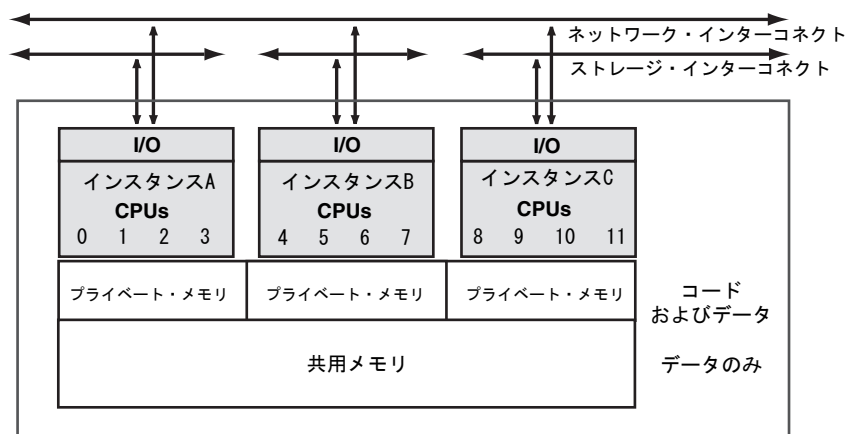 ネットワーク・インターコネクト
ストレージ・インターコネクト
I/O I/O I/O
インスタンスA インスタンスB インスタンスC
CPUs CPUs CPUs
0 1 2 3 4 5 6 7 8 9 10 11
プライベート・メモリ プライベート・メモリ プライベート・メモリ コード
およびデータ
共用メモリ データのみ